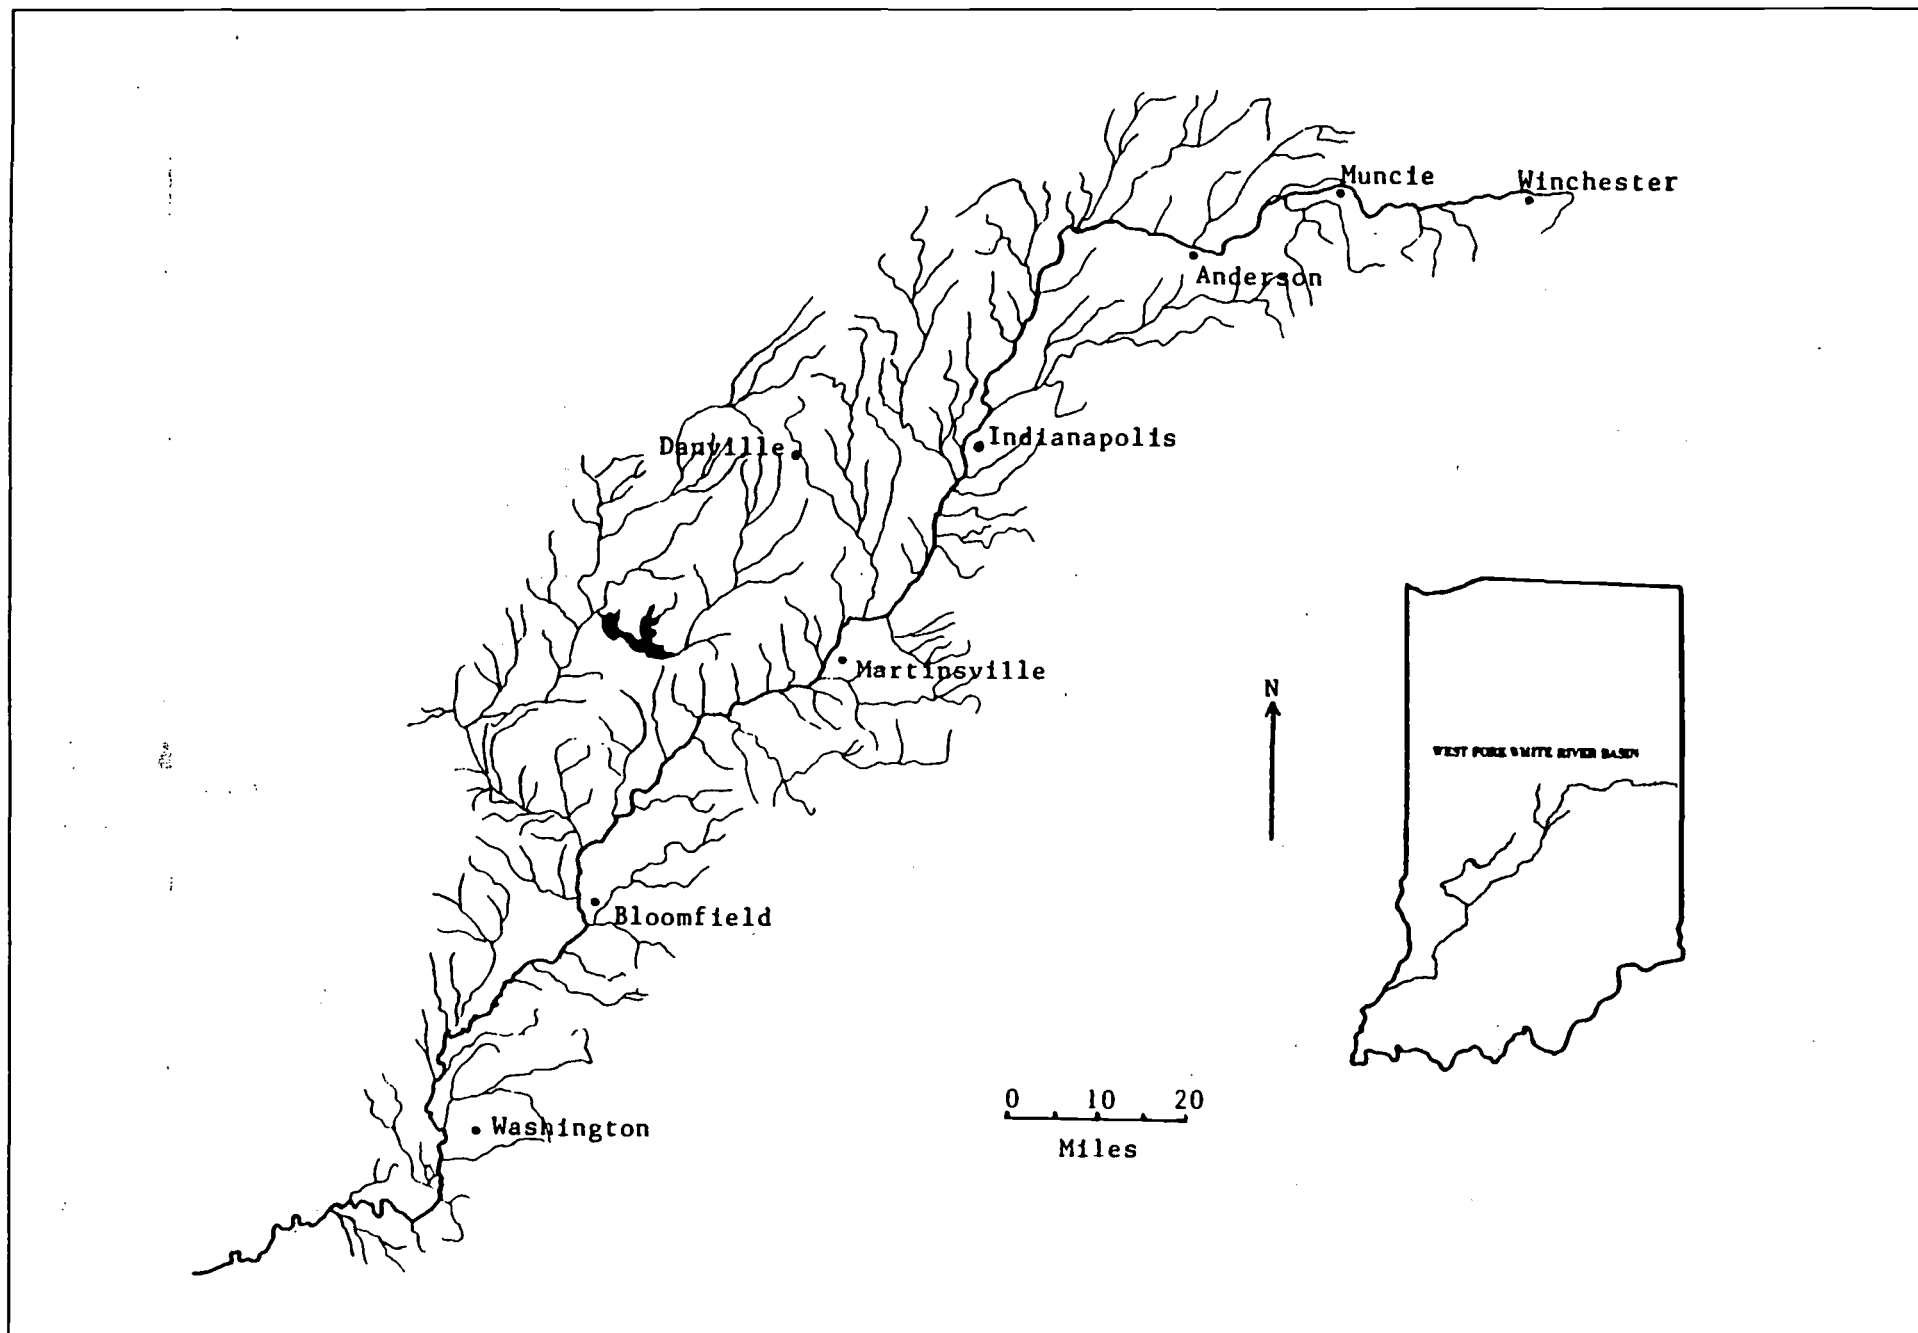 Muncie
Winchester
Anderson
Danville
Indianapolis
Martinsville
N
WEST FORK WHITE RIVER BASIN
Bloomfield
0 10 20
Miles
Washington